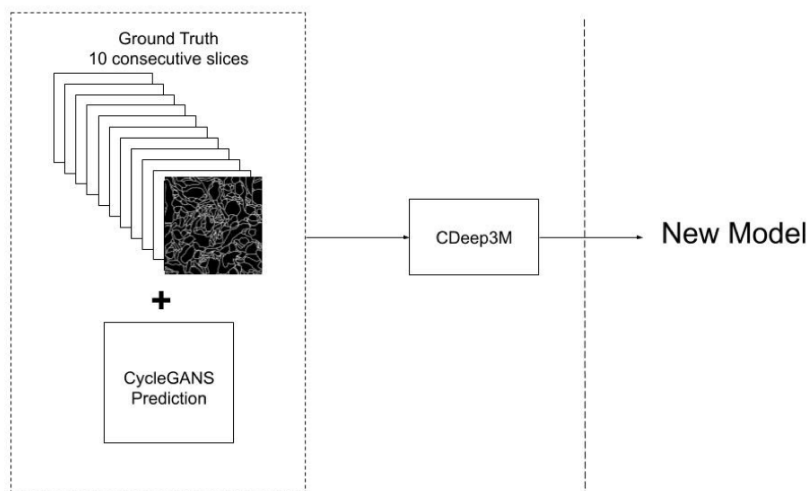 Ground Truth
10 consecutive slices
+
CycleGANS
Prediction
CDeep3M
New Model